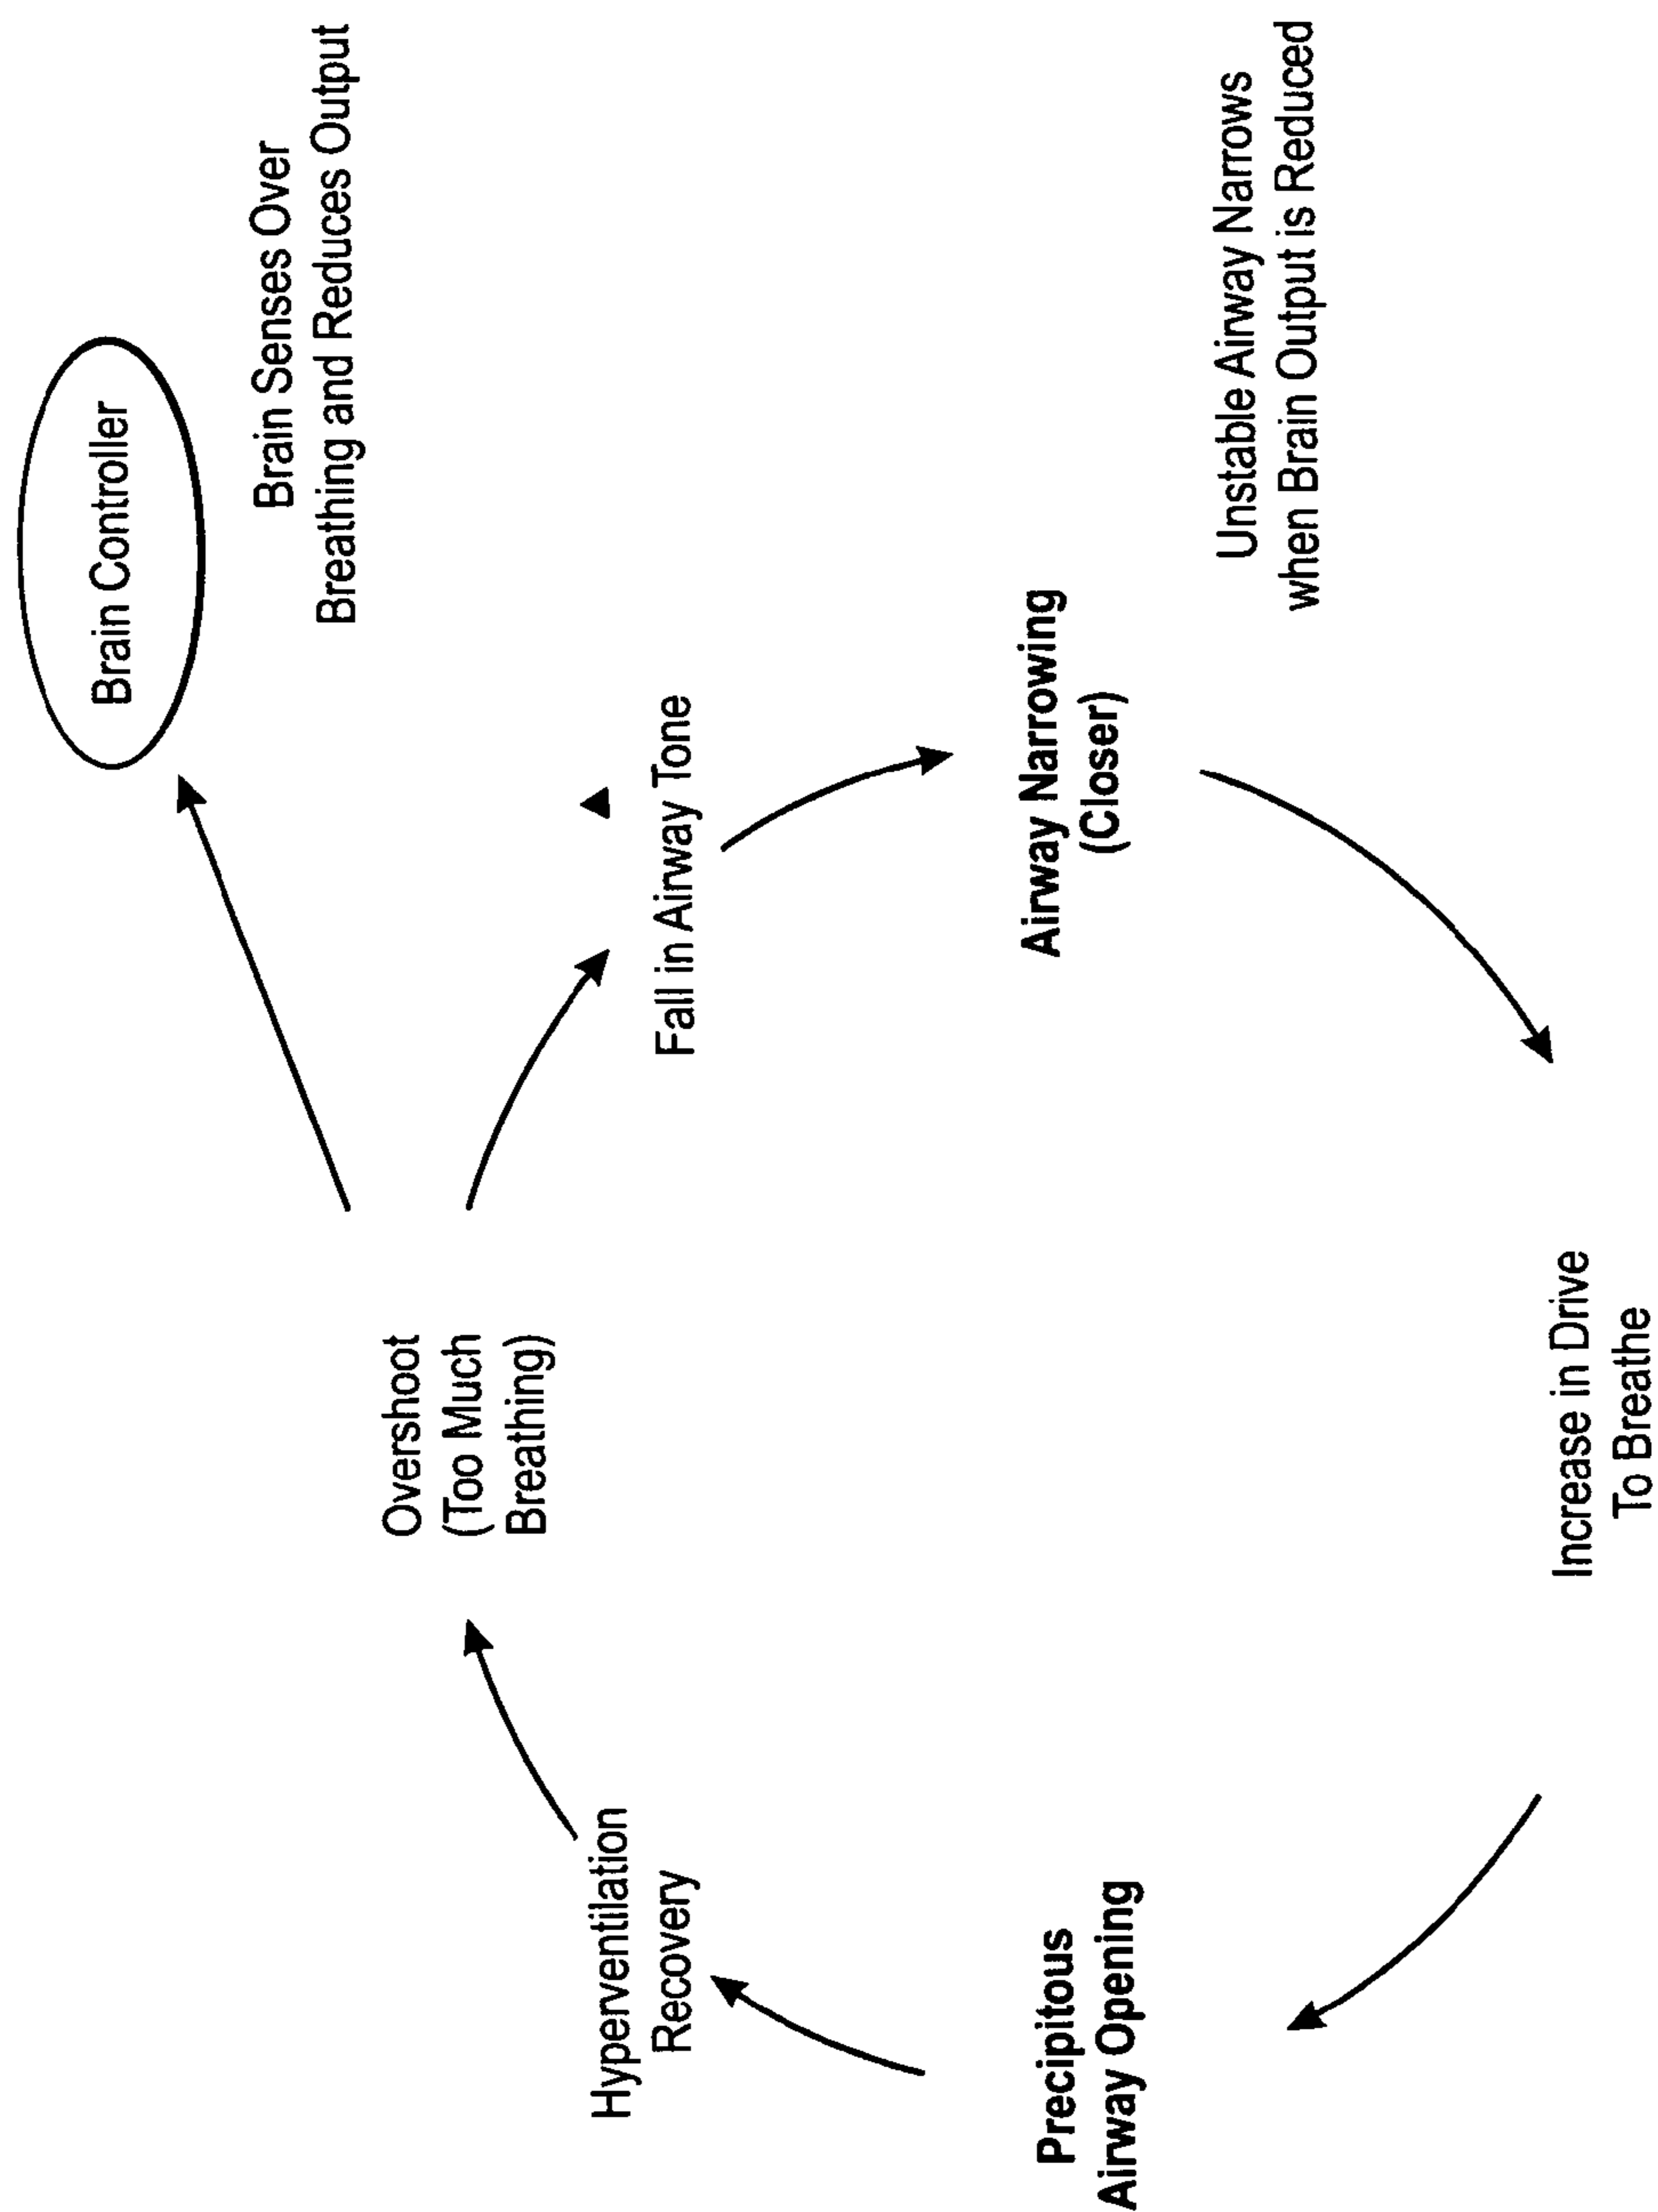 Brain Controller
Brain Senses Over
Breathing and Reduces Output
Overshoot
(Too Much
Breathing)
Fall in Airway Tone
Hyperventilation
Recovery
Airway Narrowing
(Closer)
Unstable Airway Narrows
when Brain Output is Reduced
Precipitous
Airway Opening
Increase in Drive
To Breathe